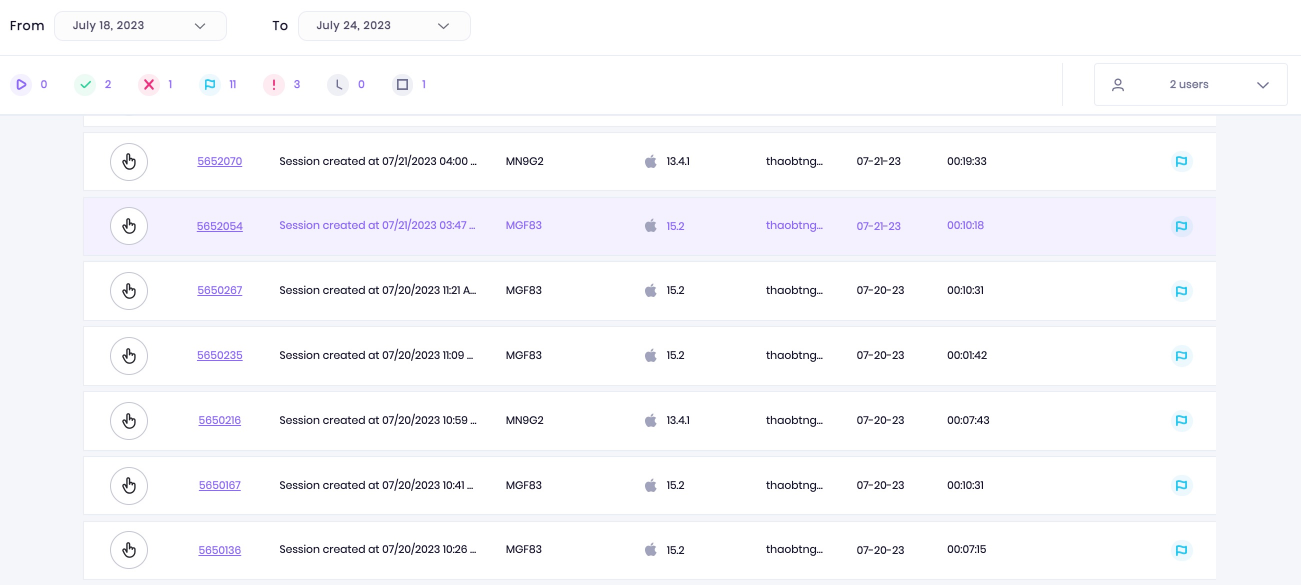 From July 18, 2023 To July 24, 2023
0 2 1 11 3 0 1 2 users
5652070 Session created at 07/21/2023 04:00 ... MN9G2 13.4.1 thaobtng... 07-21-23 00:19:33
5652054 Session created at 07/21/2023 03:47 ... MGF83 15.2 thaobtng... 07-21-23 00:10:18
5650267 Session created at 07/20/2023 11:21 A... MGF83 15.2 thaobtng... 07-20-23 00:10:31
5650235 Session created at 07/20/2023 11:09 ... MGF83 15.2 thaobtng... 07-20-23 00:01:42
5650216 Session created at 07/20/2023 10:59 ... MN9G2 13.4.1 thaobtng... 07-20-23 00:07:43
5650167 Session created at 07/20/2023 10:41 ... MGF83 15.2 thaobtng... 07-20-23 00:10:31
5650136 Session created at 07/20/2023 10:26 ... MGF83 15.2 thaobtng... 07-20-23 00:07:15